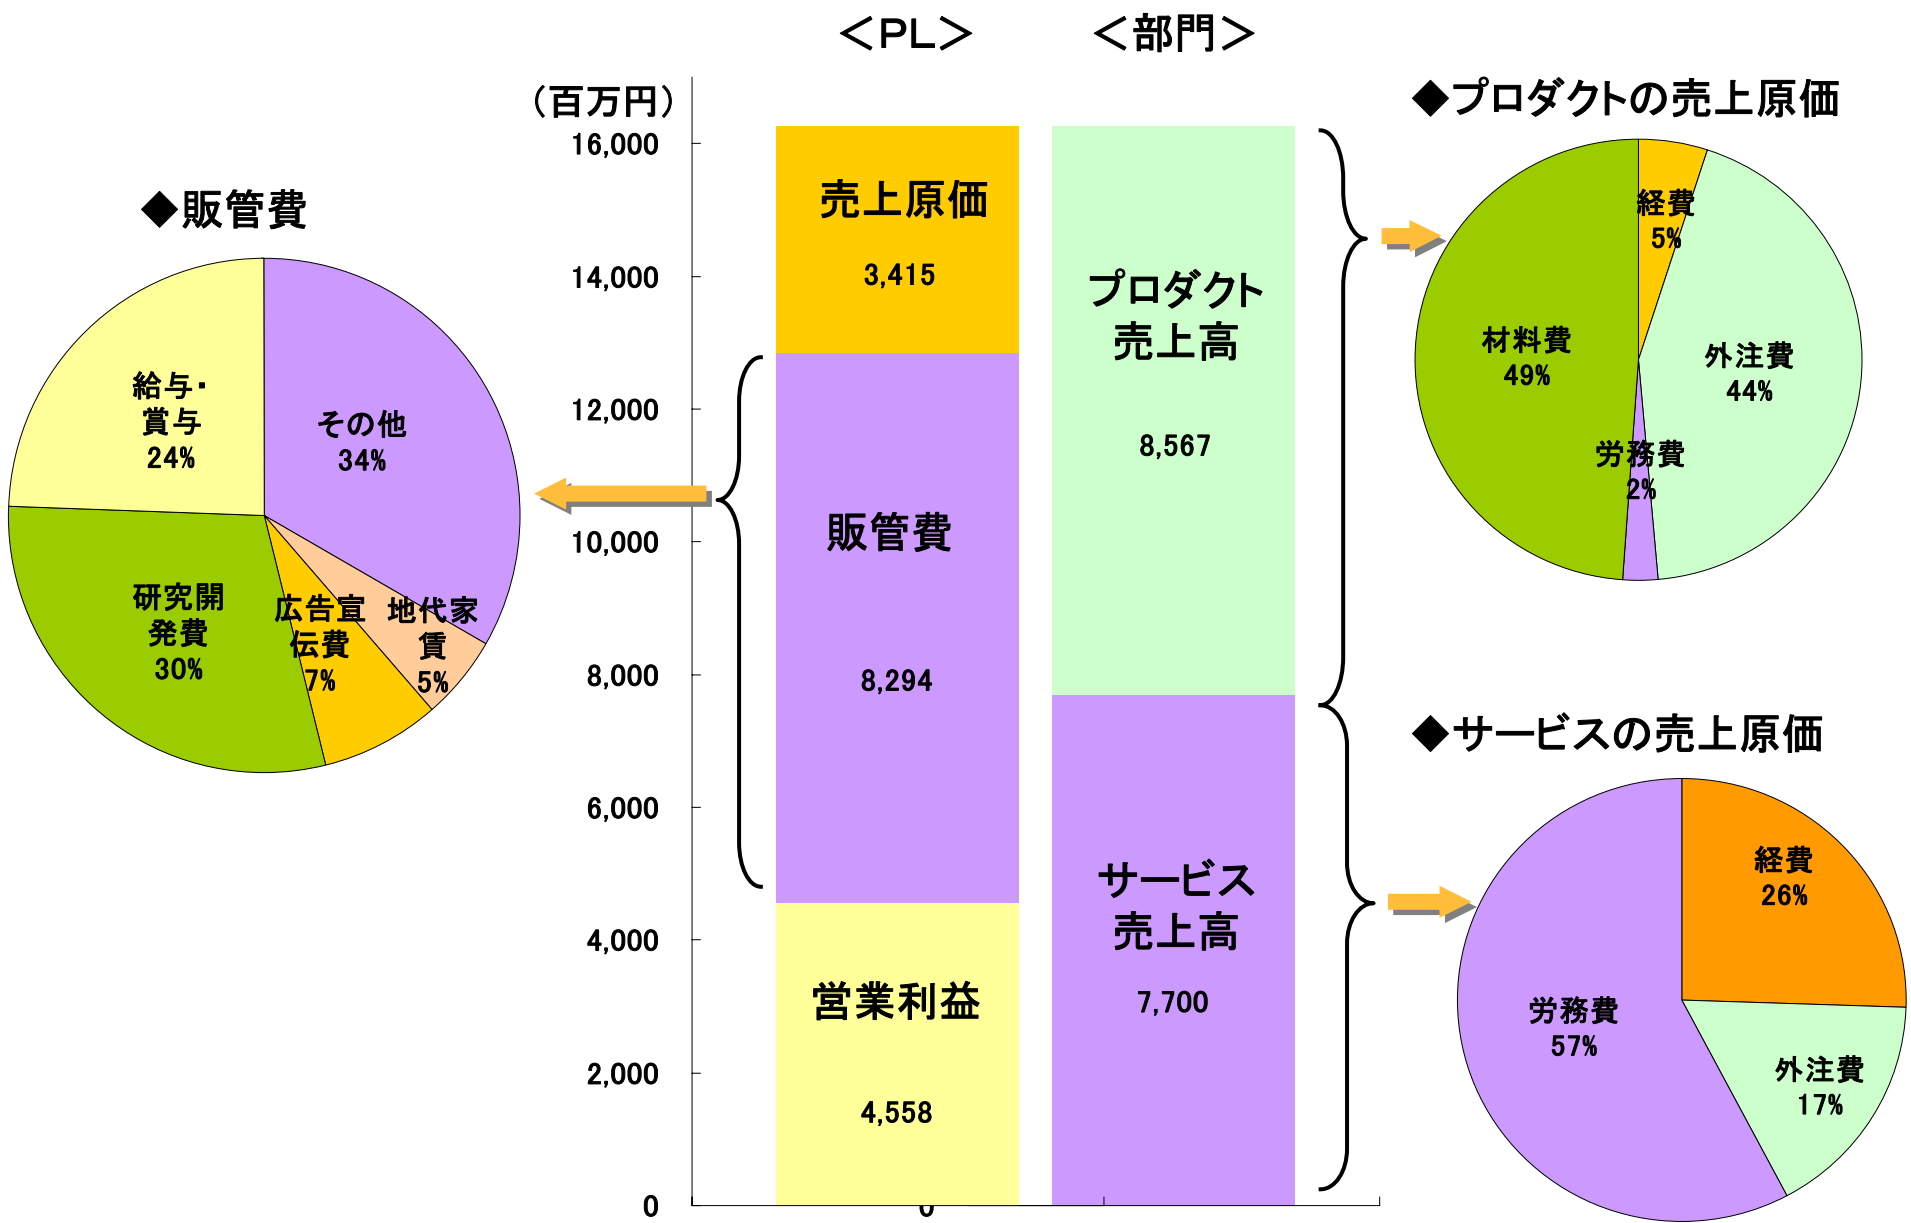 ＜PL＞
＜部門＞
（百万円）
16,000
14,000
12,000
10,000
8,000
6,000
4,000
2,000
0
0
売上原価
3,415
販管費
8,294
営業利益
4,558
プロダクト
売上高
8,567
サービス
売上高
7,700
◆販管費
その他
34%
地代家
賃
5%
広告宣
伝費
7%
研究開
発費
30%
給与・
賞与
24%
◆プロダクトの売上原価
経費
5%
外注費
44%
労務費
2%
材料費
49%
◆サービスの売上原価
経費
26%
外注費
17%
労務費
57%